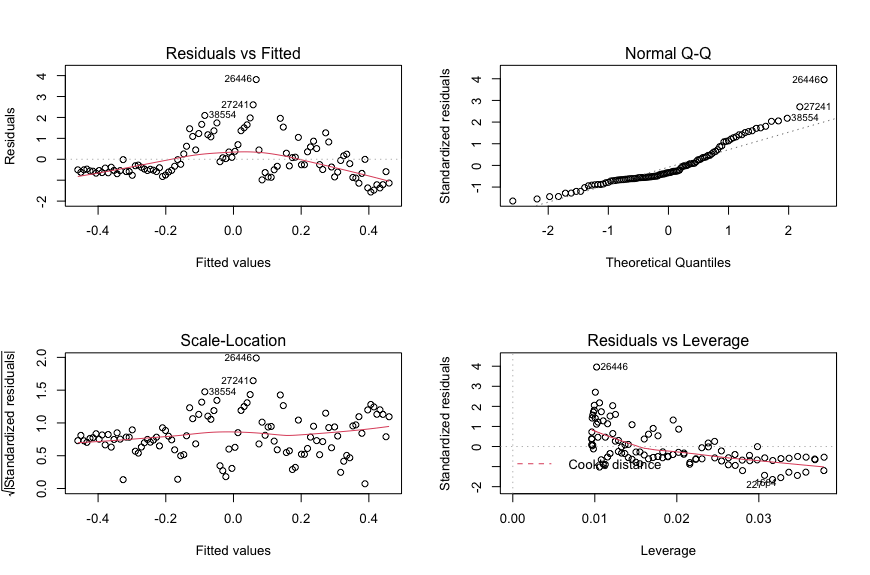 Residuals vs Fitted
Residuals
4
3
2
1
0
-2
26446
27241
38554
-0.4 -0.2 0.0 0.2 0.4
Fitted values
Normal Q-Q
Standardized residuals
4
3
2
1
0
-1
26446
27241
38554
-2 -1 0 1 2
Theoretical Quantiles
Scale-Location
√|Standardized residuals|
2.0
1.5
1.0
0.5
0.0
26446
27241
38554
-0.4 -0.2 0.0 0.2 0.4
Fitted values
Residuals vs Leverage
Standardized residuals
4
3
2
1
0
-2
26446
Cook's distance
0.00 0.01 0.02 0.03
Leverage